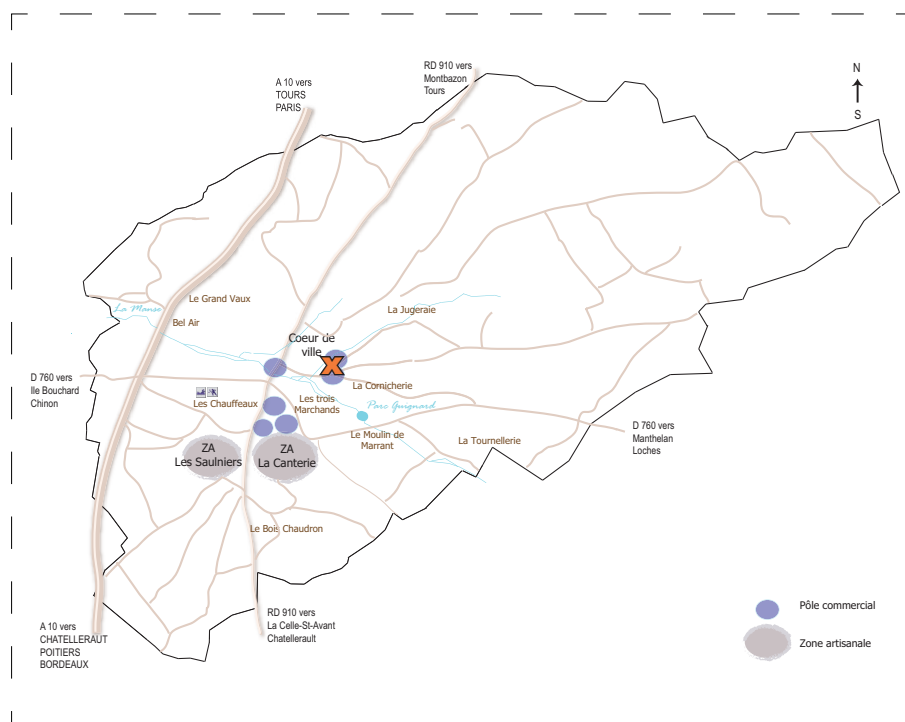 RD 910 vers
Montbazon
Tours
A 10 vers
TOURS
PARIS
N
S
Le Grand Vaux
La Manse
Bel Air
La Jugeraie
Coeur de
ville
X
D 760 vers
Ile Bouchard
Chinon
La Cornicherie
Les Chauffeaux
Les trois
Marchands
Parc Guignard
Le Moulin de
Marrant
La Tournellerie
D 760 vers
Manthelan
Loches
ZA
Les Saulniers
ZA
La Canterie
Le Bois Chaudron
RD 910 vers
La Celle-St-Avant
Chatellerault
A 10 vers
CHATELLERAUT
POITIERS
BORDEAUX
Pôle commercial
Zone artisanale